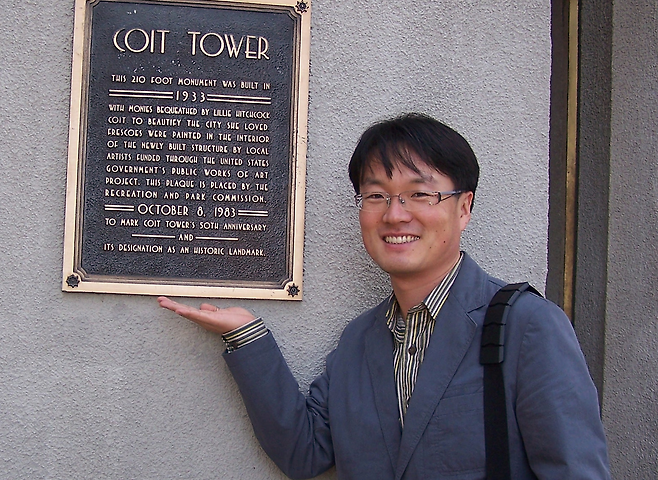 COIT TOWER
THIS 210 FOOT MONUMENT WAS BUILT IN
1933
WITH MONIES BEQUEATHED BY LILLIE HITCHCOCK
COIT TO BEAUTIFY THE CITY SHE LOVED
FRESCOES WERE PAINTED IN THE INTERIOR
OF THE NEWLY BUILT STRUCTURE BY LOCAL
ARTISTS FUNDED THROUGH THE UNITED STATES
GOVERNMENT'S PUBLIC WORKS OF ART
PROJECT. THIS PLAQUE IS PLACED BY THE
RECREATION AND PARK COMMISSION.
OCTOBER 8, 1983
TO MARK COIT TOWER'S 50TH ANNIVERSARY
AND
ITS DESIGNATION AS AN HISTORIC LANDMARK.